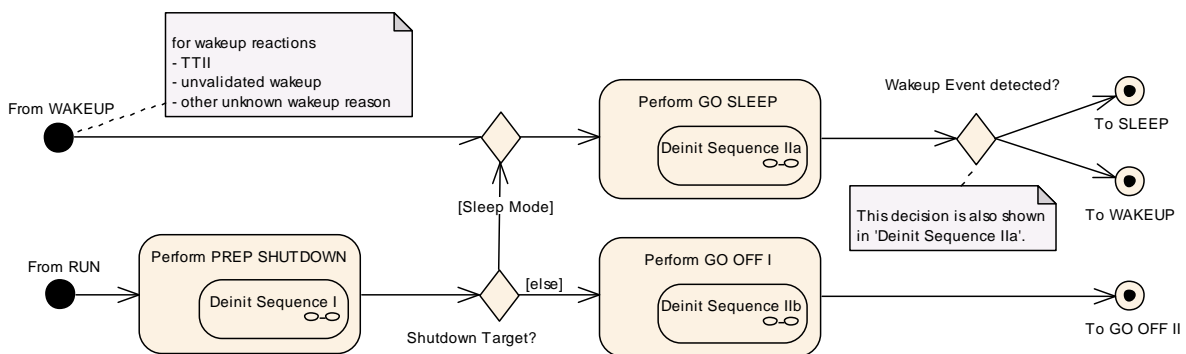 for wakeup reactions
- TTII
- unvalidated wakeup
- other unknown wakeup reason
From WAKEUP
Perform GO SLEEP
Deinit Sequence IIa
Wakeup Event detected?
To SLEEP
To WAKEUP
This decision is also shown
in 'Deinit Sequence IIa'.
[Sleep Mode]
From RUN
Perform PREP SHUTDOWN
Deinit Sequence I
Shutdown Target?
[else]
Perform GO OFF I
Deinit Sequence IIb
To GO OFF II